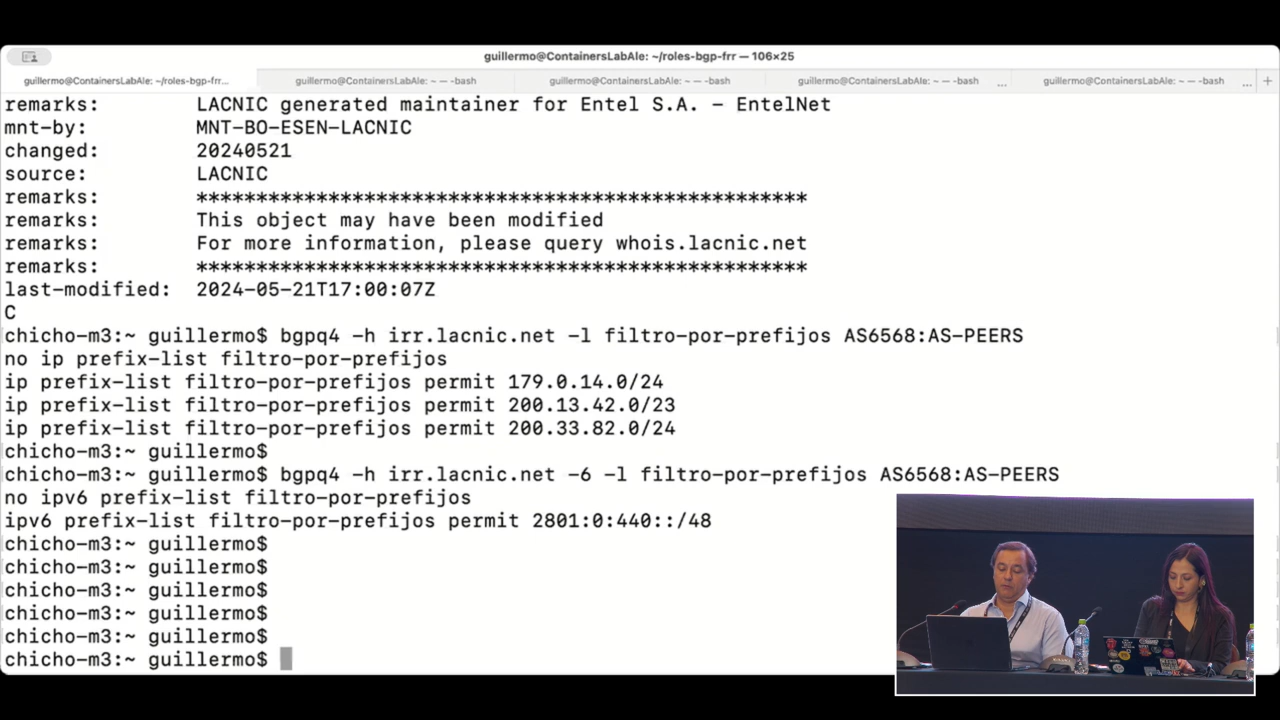 guillermo@ContainersLabAle: ~/roles-bgp-frr — 106×25
guillermo@ContainersLabAle: ~/roles-bgp-frr... guillermo@ContainersLabAle: ~ — -bash guillermo@ContainersLabAle: ~ — -bash guillermo@ContainersLabAle: ~ — -bash ... guillermo@ContainersLabAle: ~ — -bash ... +
remarks: LACNIC generated maintainer for Entel S.A. - EntelNet
mnt-by: MNT-BO-ESEN-LACNIC
changed: 20240521
source: LACNIC
remarks: ***************************************************
remarks: This object may have been modified
remarks: For more information, please query whois.lacnic.net
remarks: ***************************************************
last-modified: 2024-05-21T17:00:07Z
C
chicho-m3:~ guillermo$ bgpq4 -h irr.lacnic.net -l filtro-por-prefijos AS6568:AS-PEERS
no ip prefix-list filtro-por-prefijos
ip prefix-list filtro-por-prefijos permit 179.0.14.0/24
ip prefix-list filtro-por-prefijos permit 200.13.42.0/23
ip prefix-list filtro-por-prefijos permit 200.33.82.0/24
chicho-m3:~ guillermo$
chicho-m3:~ guillermo$ bgpq4 -h irr.lacnic.net -6 -l filtro-por-prefijos AS6568:AS-PEERS
no ipv6 prefix-list filtro-por-prefijos
ipv6 prefix-list filtro-por-prefijos permit 2801:0:440::/48
chicho-m3:~ guillermo$
chicho-m3:~ guillermo$
chicho-m3:~ guillermo$
chicho-m3:~ guillermo$
chicho-m3:~ guillermo$
chicho-m3:~ guillermo$